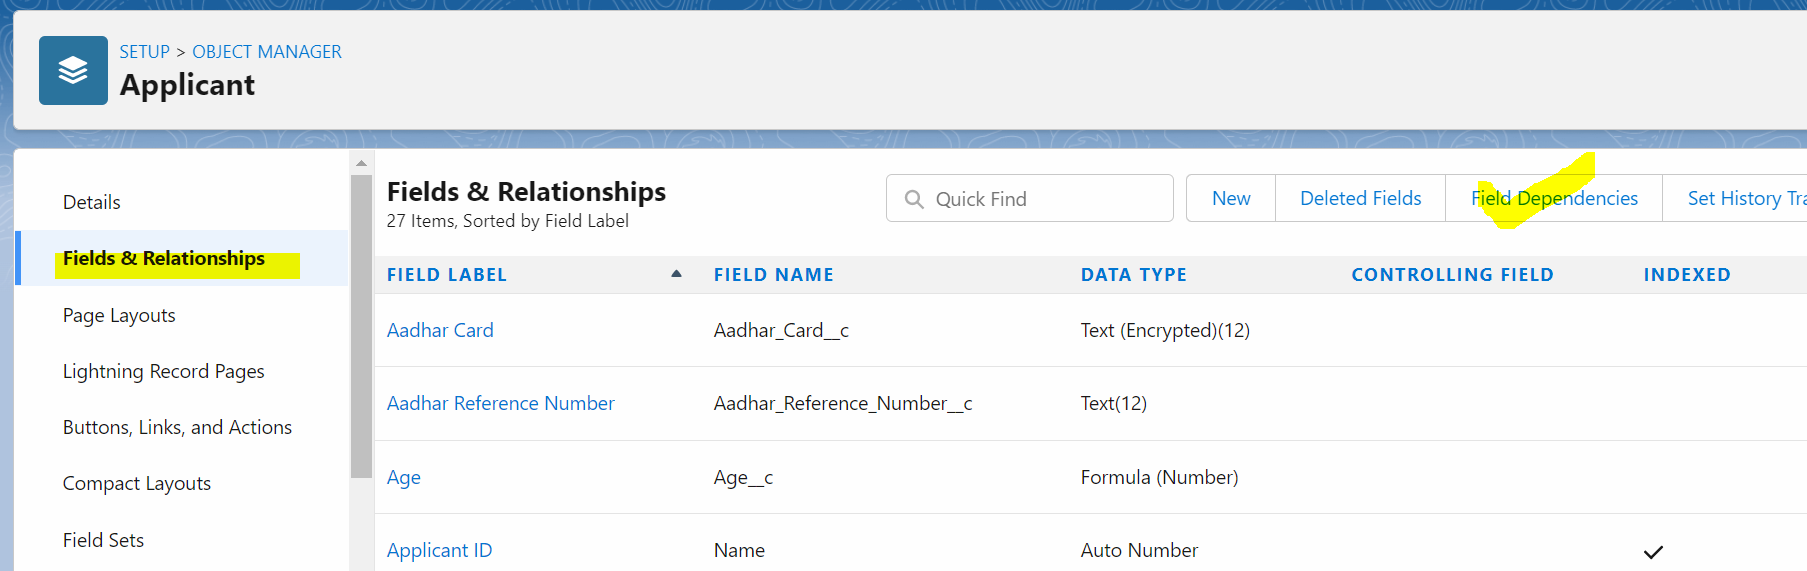 SETUP > OBJECT MANAGER
Applicant
Details
Fields & Relationships
Page Layouts
Lightning Record Pages
Buttons, Links, and Actions
Compact Layouts
Field Sets
Fields & Relationships
27 Items, Sorted by Field Label
Quick Find
New
Deleted Fields
Field Dependencies
Set History Tra
FIELD LABEL FIELD NAME DATA TYPE CONTROLLING FIELD INDEXED
Aadhar Card Aadhar_Card__c Text (Encrypted)(12)
Aadhar Reference Number Aadhar_Reference_Number__c Text(12)
Age Age__c Formula (Number)
Applicant ID Name Auto Number